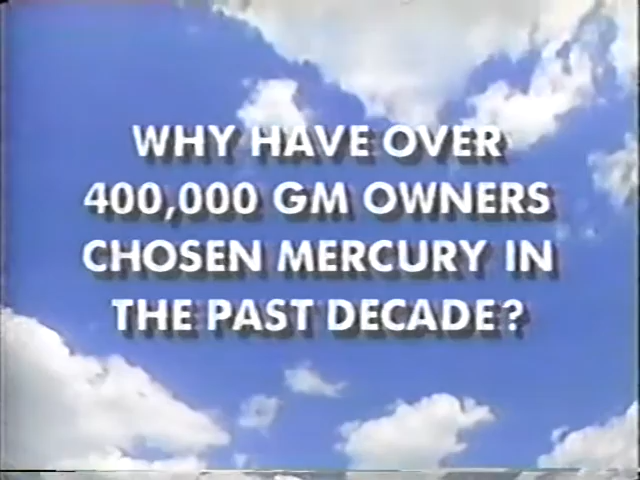 WHY HAVE OVER
400,000 GM OWNERS
CHOSEN MERCURY IN
THE PAST DECADE?